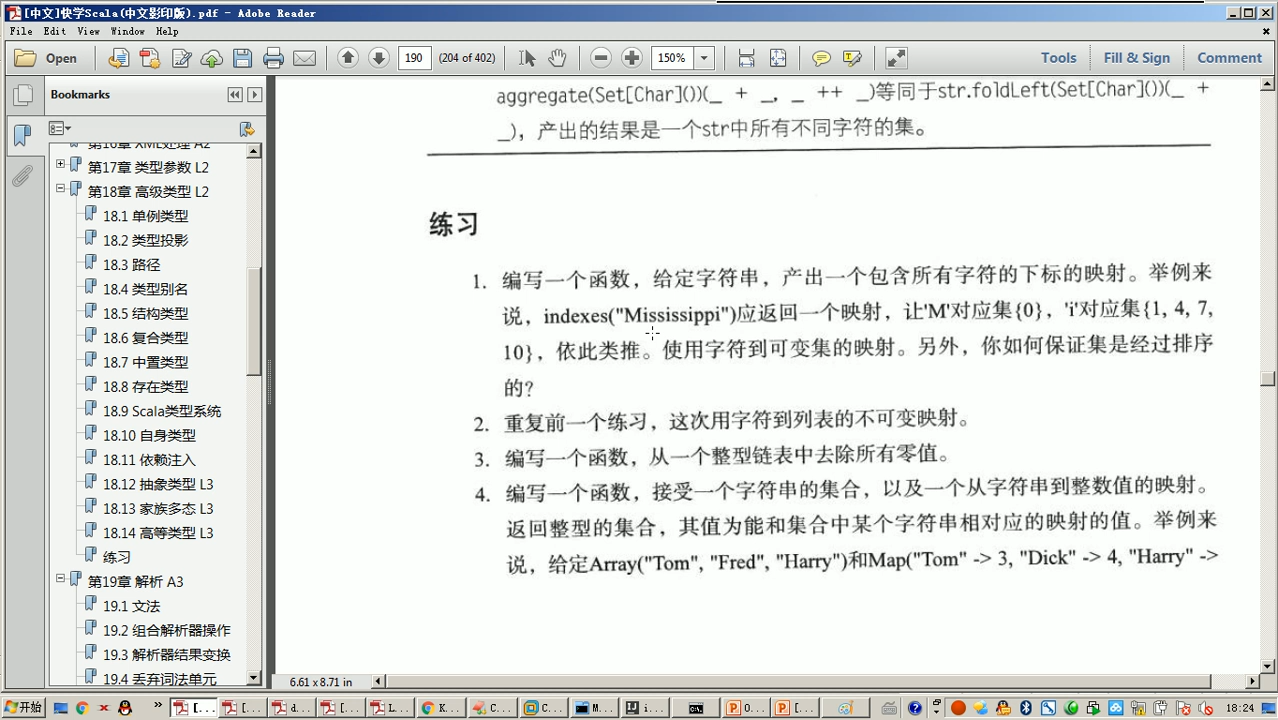 [中文]快学Scala(中文影印版).pdf - Adobe Reader
File Edit View Window Help
Open
190
(204 of 402)
150%
Tools
Fill & Sign
Comment
Bookmarks
第16章 XML处理 A2
第17章 类型参数 L2
第18章 高级类型 L2
18.1 单例类型
18.2 类型投影
18.3 路径
18.4 类型别名
18.5 结构类型
18.6 复合类型
18.7 中置类型
18.8 存在类型
18.9 Scala类型系统
18.10 自身类型
18.11 依赖注入
18.12 抽象类型 L3
18.13 家族多态 L3
18.14 高等类型 L3
练习
第19章 解析 A3
19.1 文法
19.2 组合解析器操作
19.3 解析器结果变换
19.4 丢弃词法单元
aggregate(Set[Char]())(_ + _, _ ++ _)等同于str.foldLeft(Set[Char]())(_ +
_)，产出的结果是一个str中所有不同字符的集。
练习
1. 编写一个函数，给定字符串，产出一个包含所有字符的下标的映射。举例来
说，indexes("Mississippi")应返回一个映射，让'M'对应集{0}，'i'对应集{1, 4, 7,
10}，依此类推。使用字符到可变集的映射。另外，你如何保证集是经过排序
的?
2. 重复前一个练习，这次用字符到列表的不可变映射。
3. 编写一个函数，从一个整型链表中去除所有零值。
4. 编写一个函数，接受一个字符串的集合，以及一个从字符串到整数值的映射。
返回整型的集合，其值为能和集合中某个字符串相对应的映射的值。举例来
说，给定Array("Tom", "Fred", "Harry")和Map("Tom" -> 3, "Dick" -> 4, "Harry" ->
6.61 x 8.71 in
开始
[...
[...
d...
[...
L...
K...
C...
C...
M...
i...
O...
[...
18:24